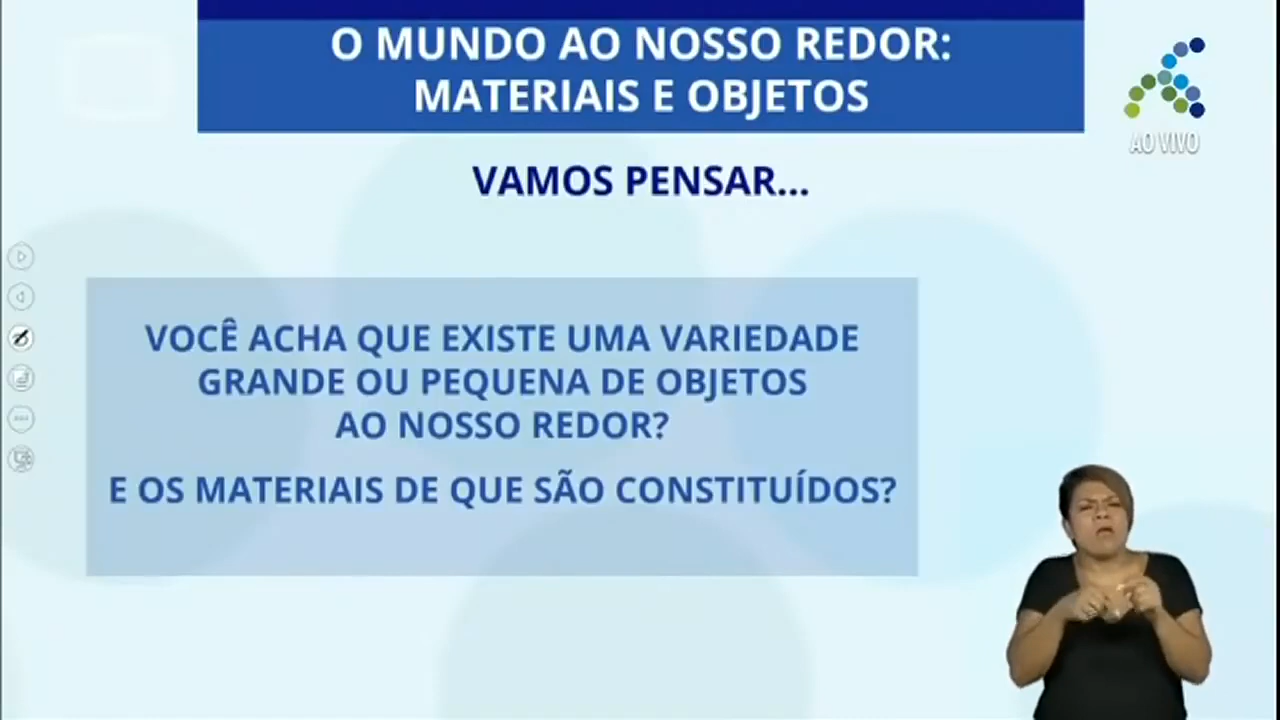 O MUNDO AO NOSSO REDOR:
MATERIAIS E OBJETOS
AO VIVO
VAMOS PENSAR...
VOCÊ ACHA QUE EXISTE UMA VARIEDADE
GRANDE OU PEQUENA DE OBJETOS
AO NOSSO REDOR?
E OS MATERIAIS DE QUE SÃO CONSTITUÍDOS?